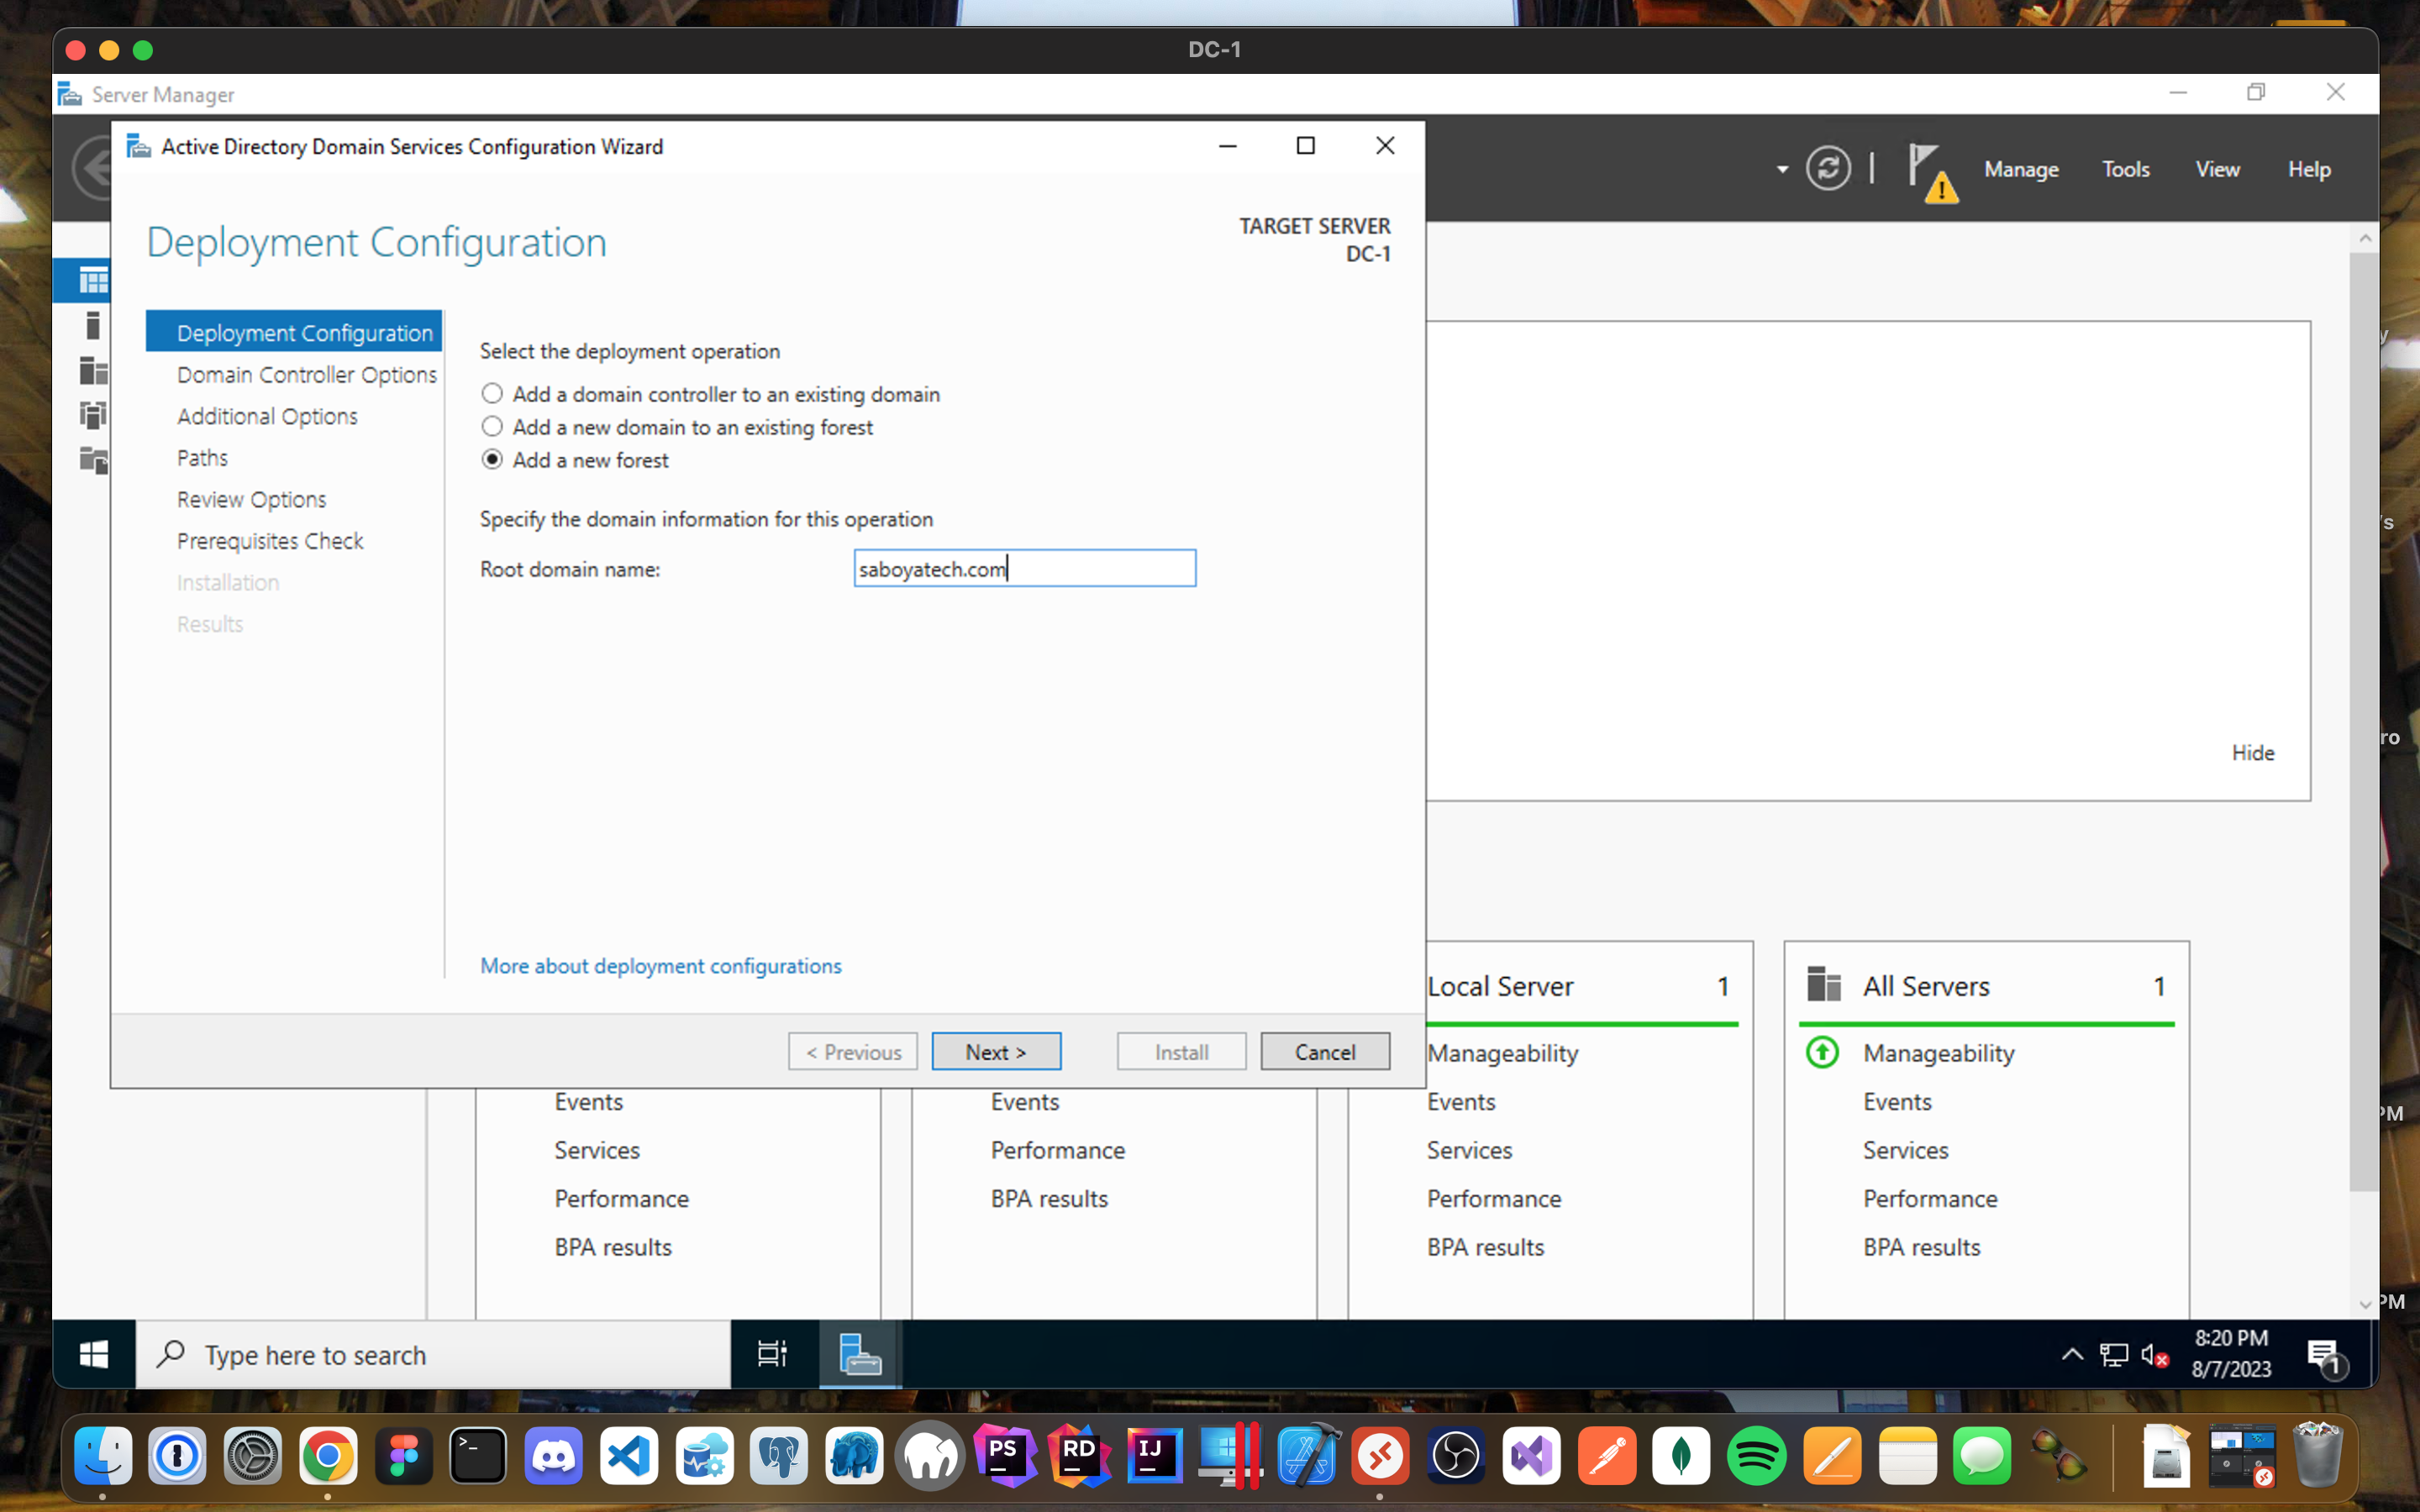 DC-1
Server Manager
Active Directory Domain Services Configuration Wizard
Manage Tools View Help
Deployment Configuration
TARGET SERVER
DC-1
Deployment Configuration
Domain Controller Options
Additional Options
Paths
Review Options
Prerequisites Check
Installation
Results
Select the deployment operation
Add a domain controller to an existing domain
Add a new domain to an existing forest
Add a new forest
Specify the domain information for this operation
Root domain name: saboyatech.com
More about deployment configurations
< Previous Next > Install Cancel
Hide
Events
Services
Performance
BPA results
Events
Performance
BPA results
Local Server 1
Manageability
Events
Services
Performance
BPA results
All Servers 1
Manageability
Events
Services
Performance
BPA results
y
's
ro
PM
PM
Type here to search
8:20 PM
8/7/2023
1
>_
PS
RD
IJ